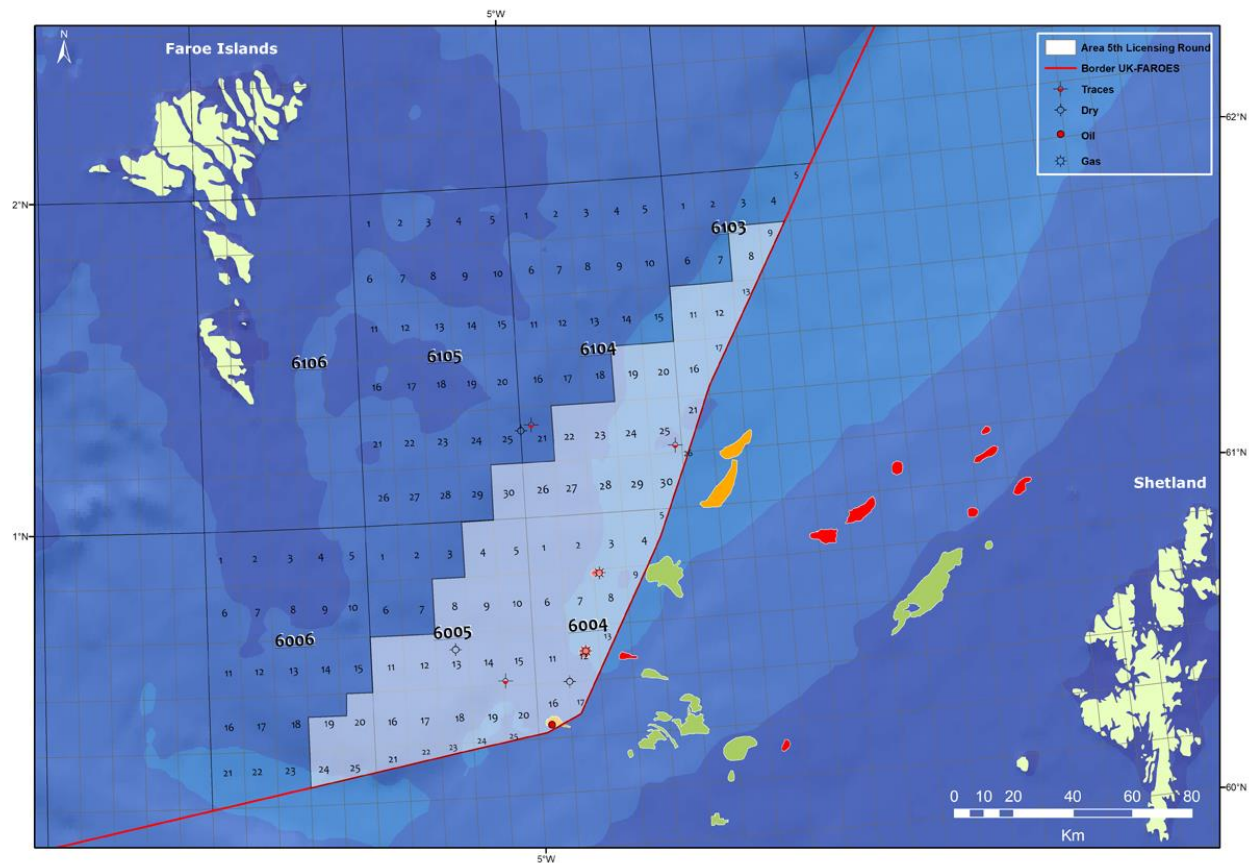 5°W
Faroe Islands
N
Area 5th Licensing Round
Border UK-FAROES
Traces
Dry
Oil
Gas
62°N
2°N
5
1 2 3 4 5 1 2 3 4 5 1 2 3 4
6103
9
6 7 8 9 10 6 7 8 9 10 6 7 8
13
11 12 13 14 15 11 12 13 14 15 11 12
17
6106 6105 6104
16 17 18 19 20 16 17 18 19 20 16
21
21 22 23 24 25 21 22 23 24 25
26
61°N
Shetland
26 27 28 29 30 26 27 28 29 30
5
1°N
1 2 3 4 5 1 2 3 4 5 1 2 3 4
9
6 7 8 9 10 6 7 8 9 10 6 7 8
6006 6005 6004
13
11 12 13 14 15 11 12 13 14 15 11 12
16 17 18 19 20 16 17 18 19 20 16 17
21 22 23 24 25 21 22 23 24 25
60°N
0 10 20 40 60 80
Km
5°W